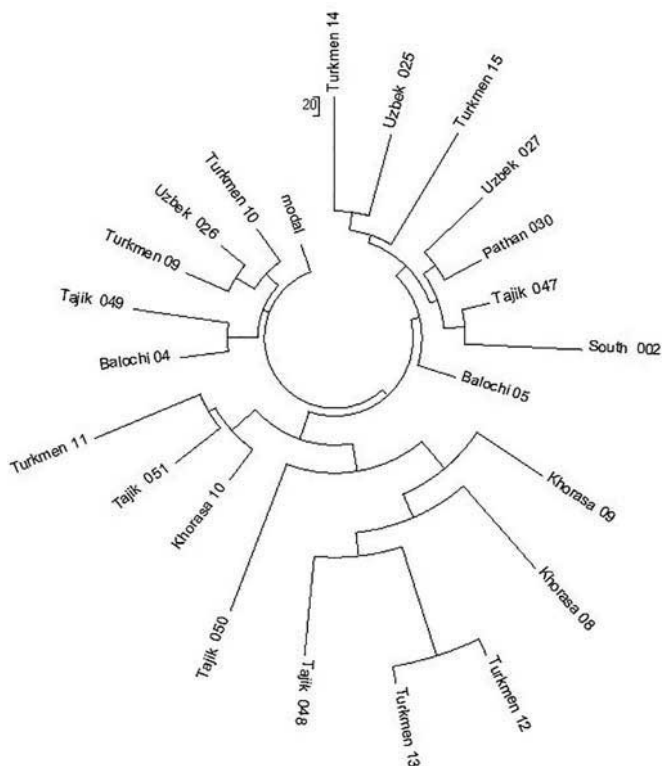 Turkmen 14
Uzbek 025
Turkmen 15
Uzbek 027
Pathan 030
Tajik 047
South 002
Balochi 05
Khorasa 09
Khorasa 08
Turkmen 12
Turkmen 13
Tajik 048
Tajik 050
Khorasa 10
Tajik 051
Turkmen 11
Balochi 04
Tajik 049
Turkmen 09
Uzbek 026
Turkmen 10
modal
20